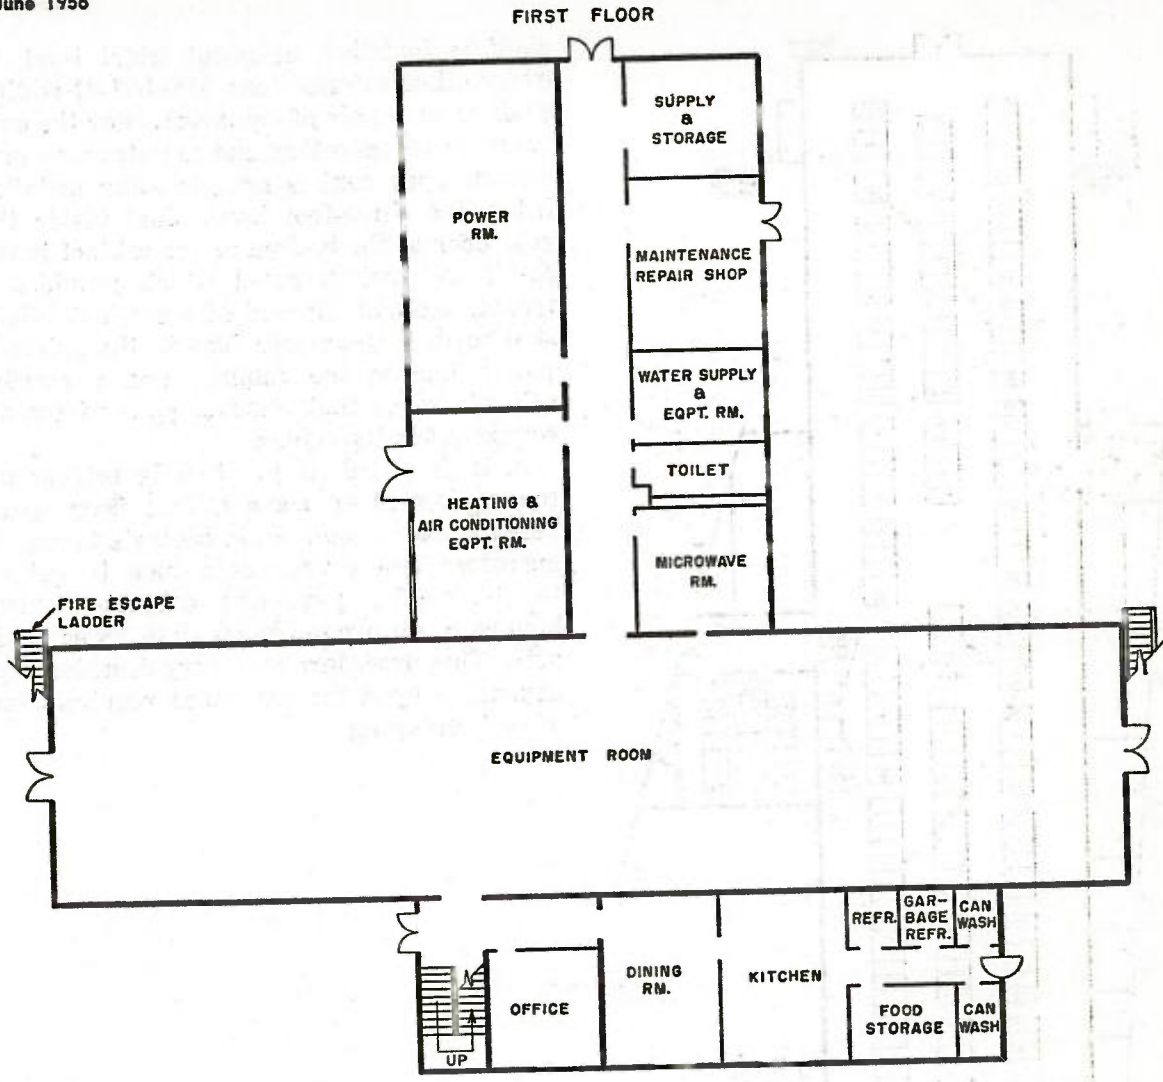 June 1956
FIRST FLOOR
SUPPLY
&
STORAGE
POWER
RM.
MAINTENANCE
REPAIR SHOP
WATER SUPPLY
&
EQPT. RM.
TOILET
HEATING &
AIR CONDITIONING
EQPT. RM.
MICROWAVE
RM.
FIRE ESCAPE
LADDER
EQUIPMENT ROOM
REFR.
GAR-
BAGE
REFR.
CAN
WASH
DINING
RM.
KITCHEN
OFFICE
FOOD
STORAGE
CAN
WASH
UP